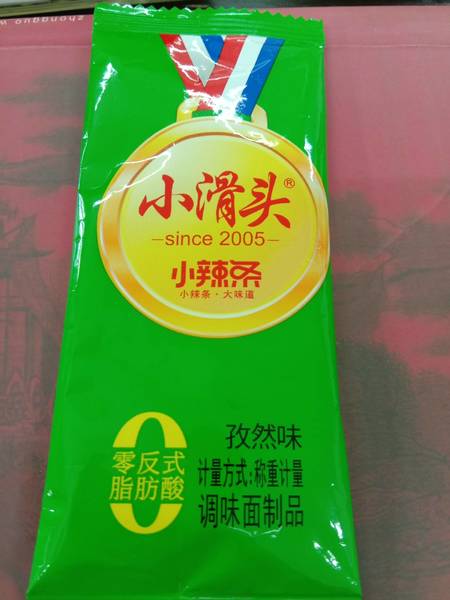 zhongguo
小滑头®
since 2005
小辣条
小辣条·大味道
0
零反式
脂肪酸
孜然味
计量方式:称重计量
调味面制品